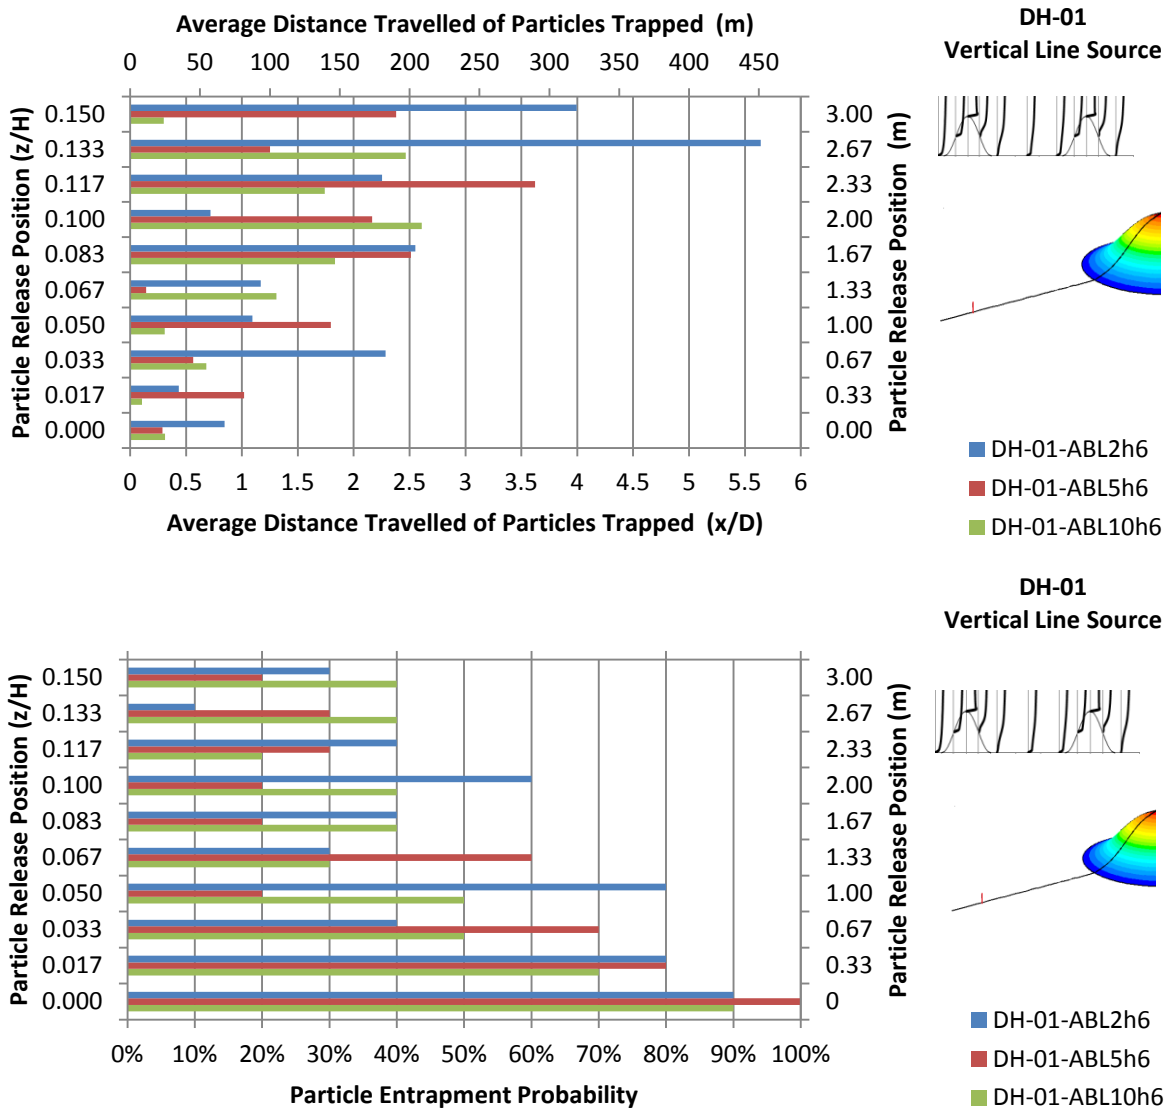 Average Distance Travelled of Particles Trapped (m)
0 50 100 150 200 250 300 350 400 450
DH-01
Vertical Line Source
Particle Release Position (z/H)
0.150
0.133
0.117
0.100
0.083
0.067
0.050
0.033
0.017
0.000
3.00
2.67
2.33
2.00
1.67
1.33
1.00
0.67
0.33
0.00
Particle Release Position (m)
0 0.5 1 1.5 2 2.5 3 3.5 4 4.5 5 5.5 6
Average Distance Travelled of Particles Trapped (x/D)
DH-01-ABL2h6
DH-01-ABL5h6
DH-01-ABL10h6
DH-01
Vertical Line Source
Particle Release Position (z/H)
0.150
0.133
0.117
0.100
0.083
0.067
0.050
0.033
0.017
0.000
3.00
2.67
2.33
2.00
1.67
1.33
1.00
0.67
0.33
0
Particle Release Position (m)
0% 10% 20% 30% 40% 50% 60% 70% 80% 90% 100%
Particle Entrapment Probability
DH-01-ABL2h6
DH-01-ABL5h6
DH-01-ABL10h6